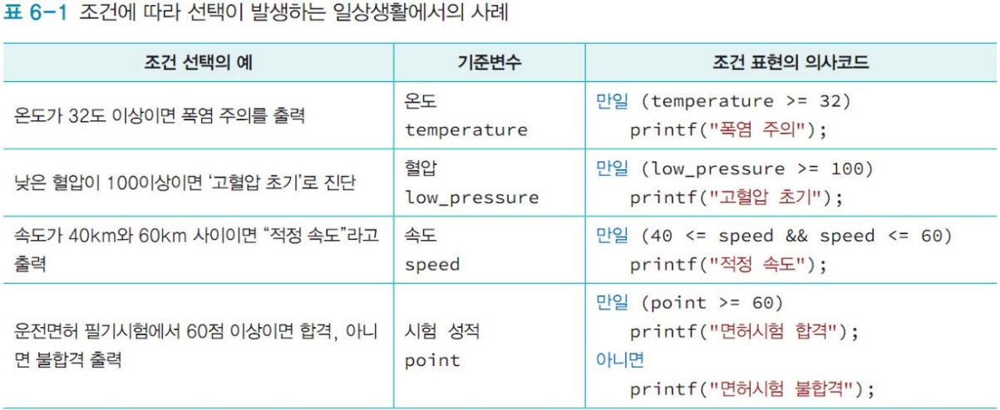 표 6-1 조건에 따라 선택이 발생하는 일상생활에서의 사례
조건 선택의 예 기준변수 조건 표현의 의사코드
온도가 32도 이상이면 폭염 주의를 출력
온도
temperature
만일 (temperature >= 32)
printf("폭염 주의");
낮은 혈압이 100이상이면 ‘고혈압 초기’로 진단
혈압
low_pressure
만일 (low_pressure >= 100)
printf("고혈압 초기");
속도가 40km와 60km 사이이면 “적정 속도”라고
출력
속도
speed
만일 (40 <= speed && speed <= 60)
printf("적정 속도");
운전면허 필기시험에서 60점 이상이면 합격, 아니
면 불합격 출력
시험 성적
point
만일 (point >= 60)
printf("면허시험 합격");
아니면
printf("면허시험 불합격");